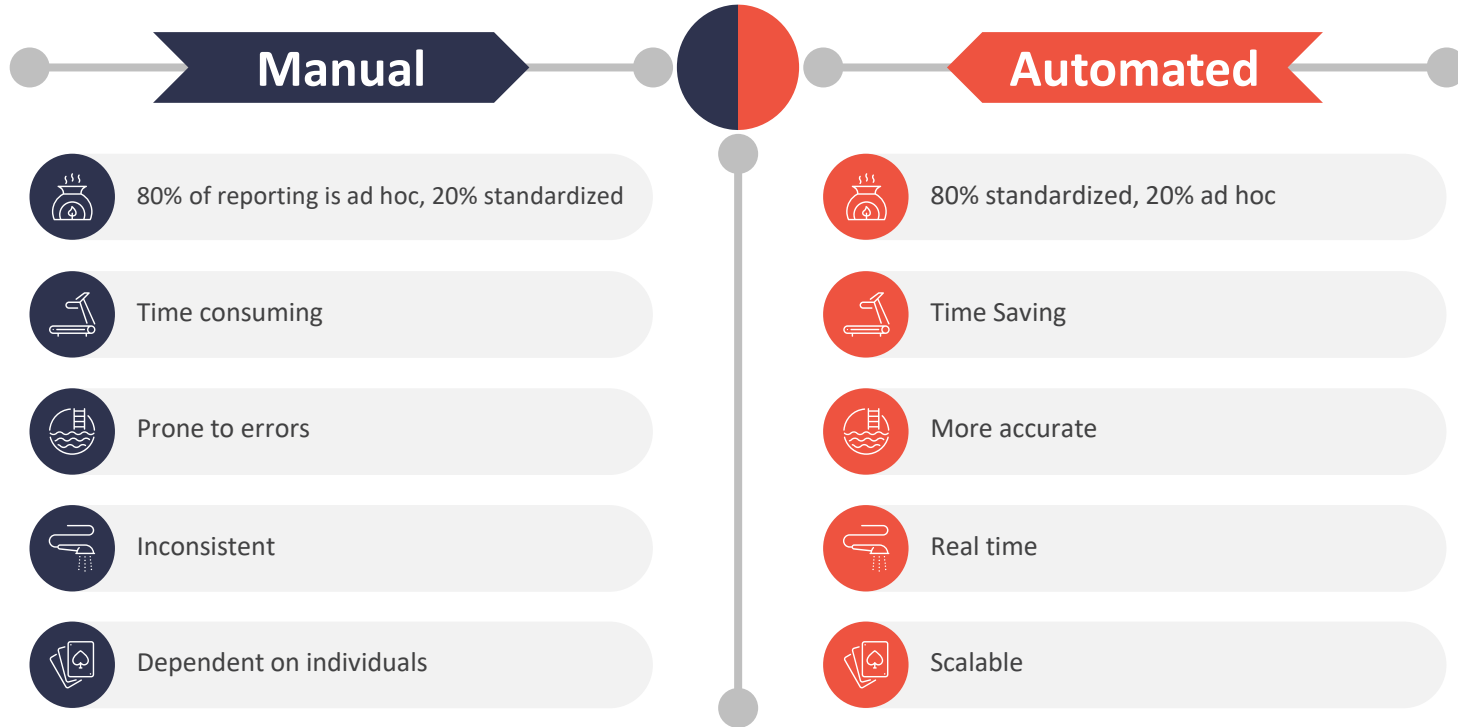 Manual
Automated
80% of reporting is ad hoc, 20% standardized
80% standardized, 20% ad hoc
Time consuming
Time Saving
Prone to errors
More accurate
Inconsistent
Real time
Dependent on individuals
Scalable